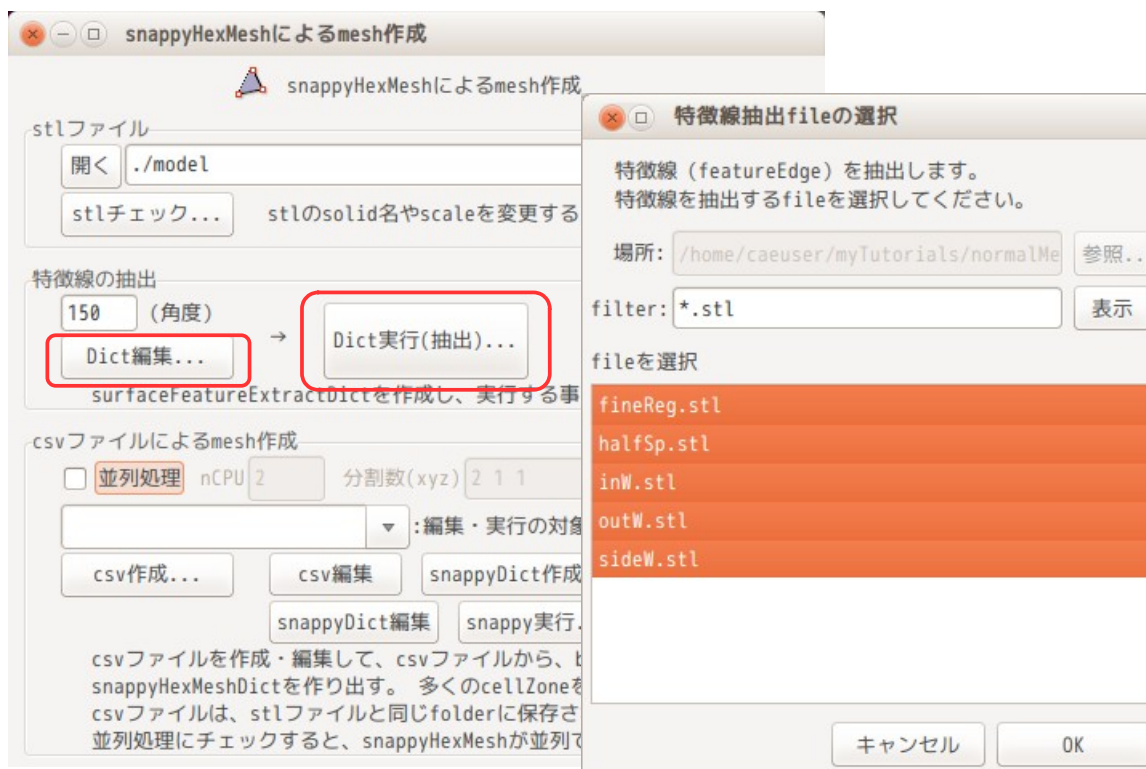 snappyHexMeshによるmesh作成
snappyHexMeshによるmesh作成
stlファイル
開く ./model
stlチェック... stlのsolid名やscaleを変更する
特徴線の抽出
150 (角度)
→
Dict編集...
Dict実行(抽出)...
surfaceFeatureExtractDictを作成し、実行する事
csvファイルによるmesh作成
並列処理 nCPU 2 分割数(xyz) 2 1 1
:編集・実行の対象
csv作成... csv編集 snappyDict作成
snappyDict編集 snappy実行.
csvファイルを作成・編集して、csvファイルから、b
snappyHexMeshDictを作り出す。 多くのcellZoneを
csvファイルは、stlファイルと同じfolderに保存さ
並列処理にチェックすると、snappyHexMeshが並列で
特徴線抽出fileの選択
特徴線 (featureEdge) を抽出します。
特徴線を抽出するfileを選択してください。
場所: /home/caeuser/myTutorials/normalMe 参照..
filter: *.stl 表示
fileを選択
fineReg.stl
halfSp.stl
inW.stl
outW.stl
sideW.stl
キャンセル OK